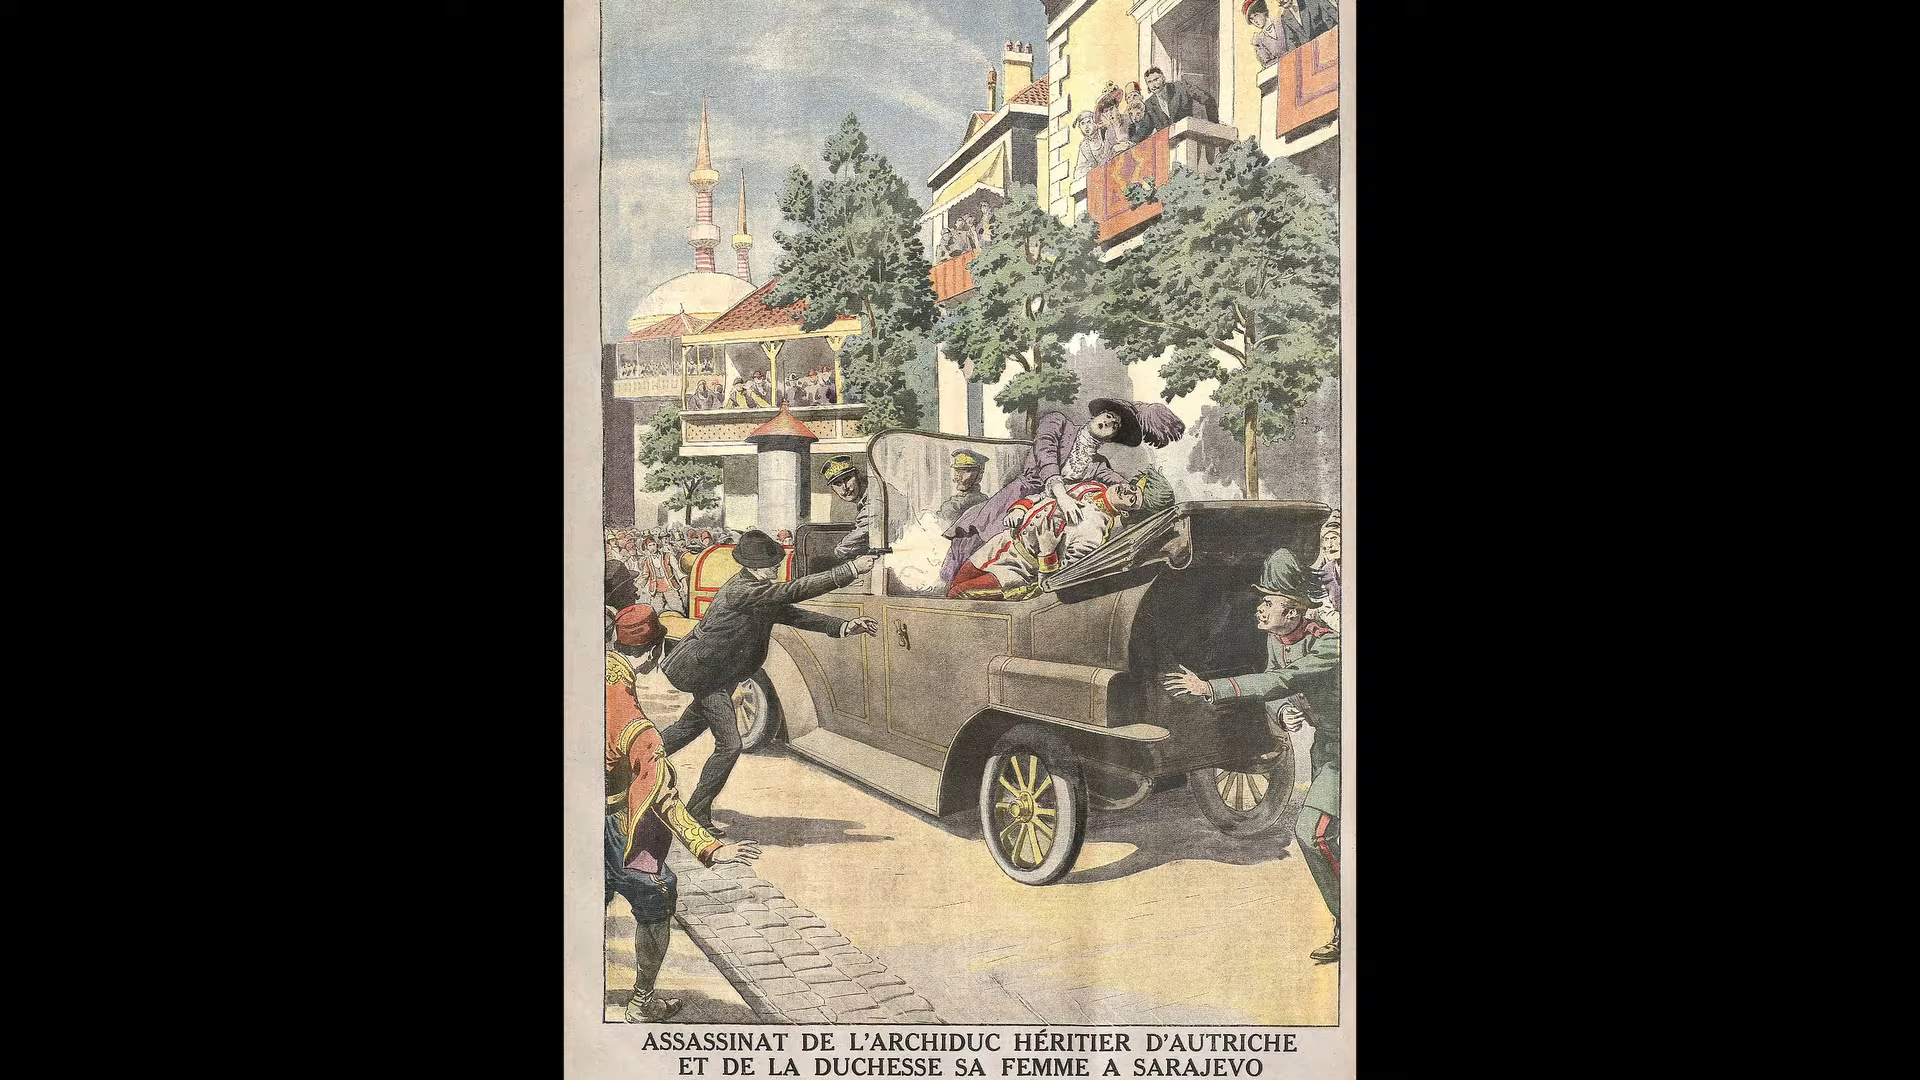 ASSASSINAT DE L'ARCHIDUC HÉRITIER D'AUTRICHE
ET DE LA DUCHESSE SA FEMME A SARAJEVO